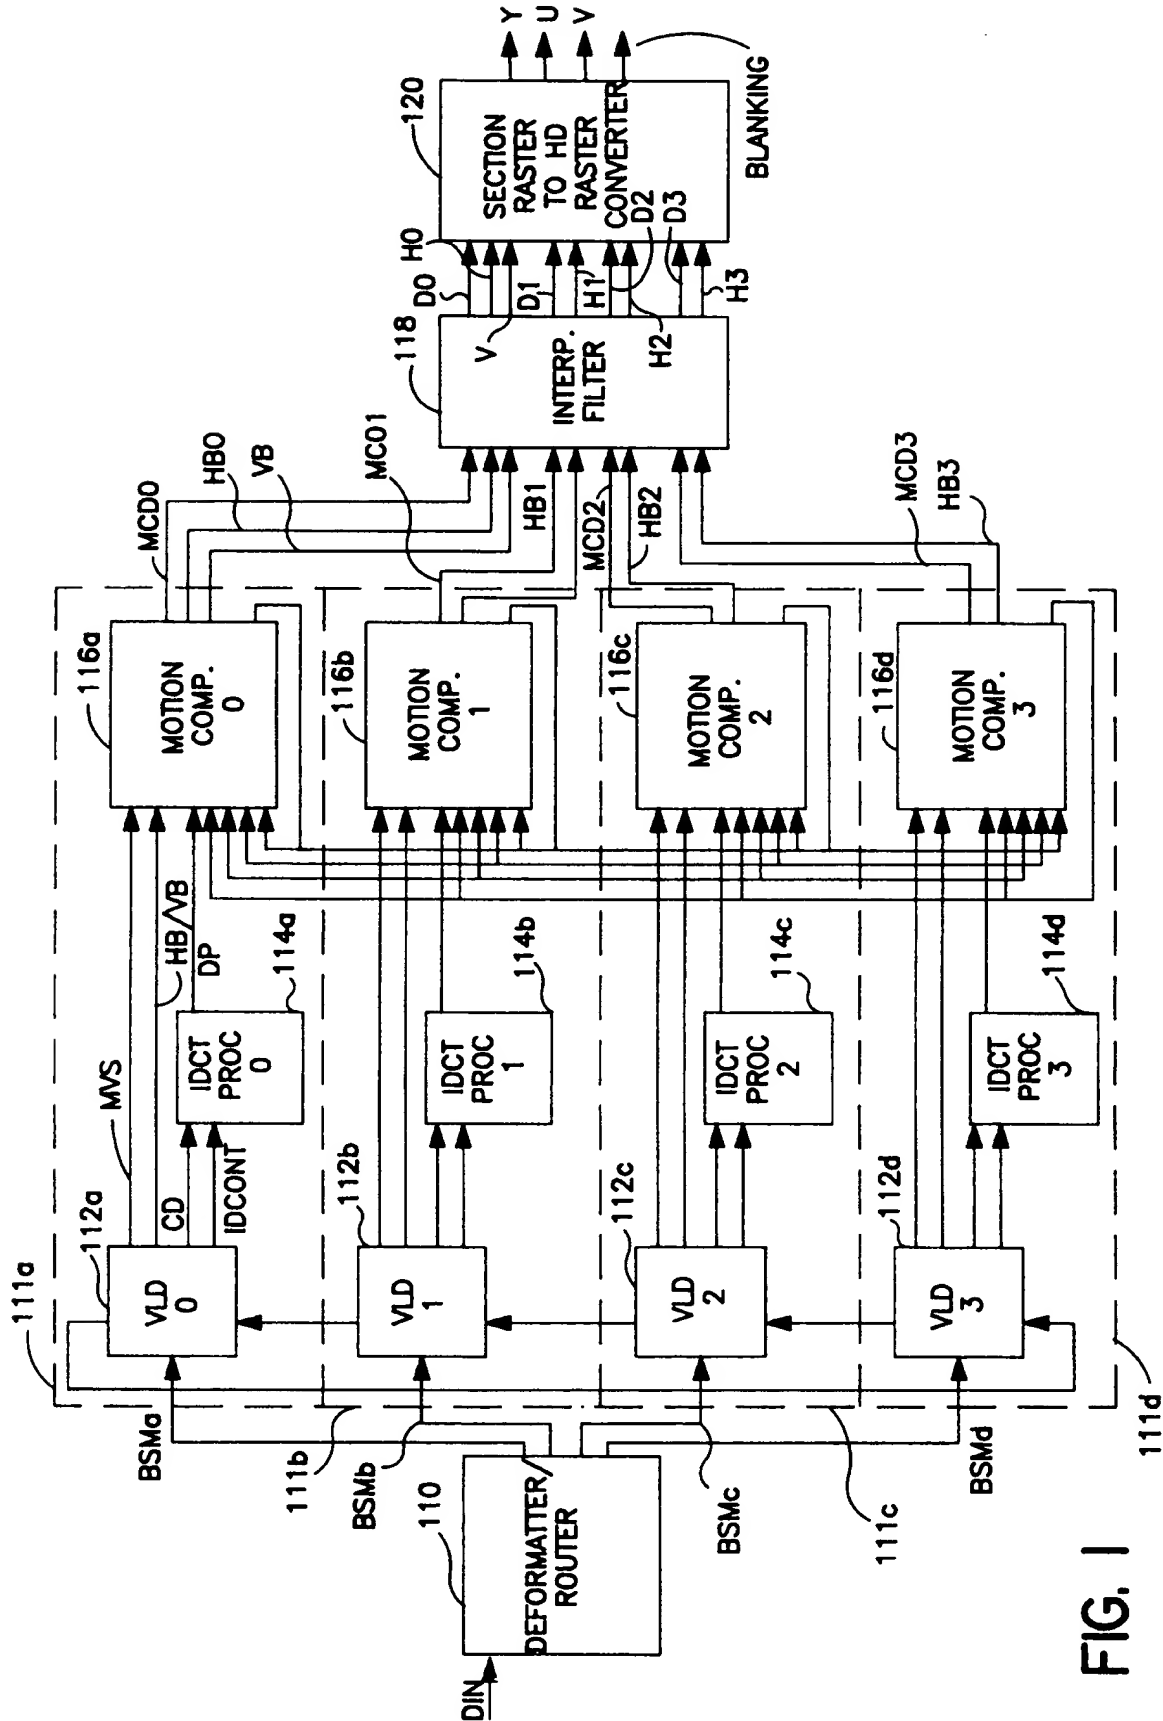 DIN
DEFORMATTER
ROUTER
110
BSMa
BSMb
BSMc
BSMd
111a
111b
111c
111d
VLD
0
112a
VLD
1
112b
VLD
2
112c
VLD
3
112d
MVS
HB/VB
CD
IDCONT
DP
IDCT
PROC
0
114a
IDCT
PROC
1
114b
IDCT
PROC
2
114c
IDCT
PROC
3
114d
MOTION
COMP.
0
116a
MOTION
COMP.
1
116b
MOTION
COMP.
2
116c
MOTION
COMP.
3
116d
MCD0
HBO
VB
MC01
HB1
MCD2
HB2
MCD3
HB3
INTERP.
FILTER
118
D0
H0
V
D1
H1
D2
H2
D3
H3
SECTION
RASTER
TO HD
RASTER
CONVERTER
120
Y
U
V
BLANKING
FIG. 1